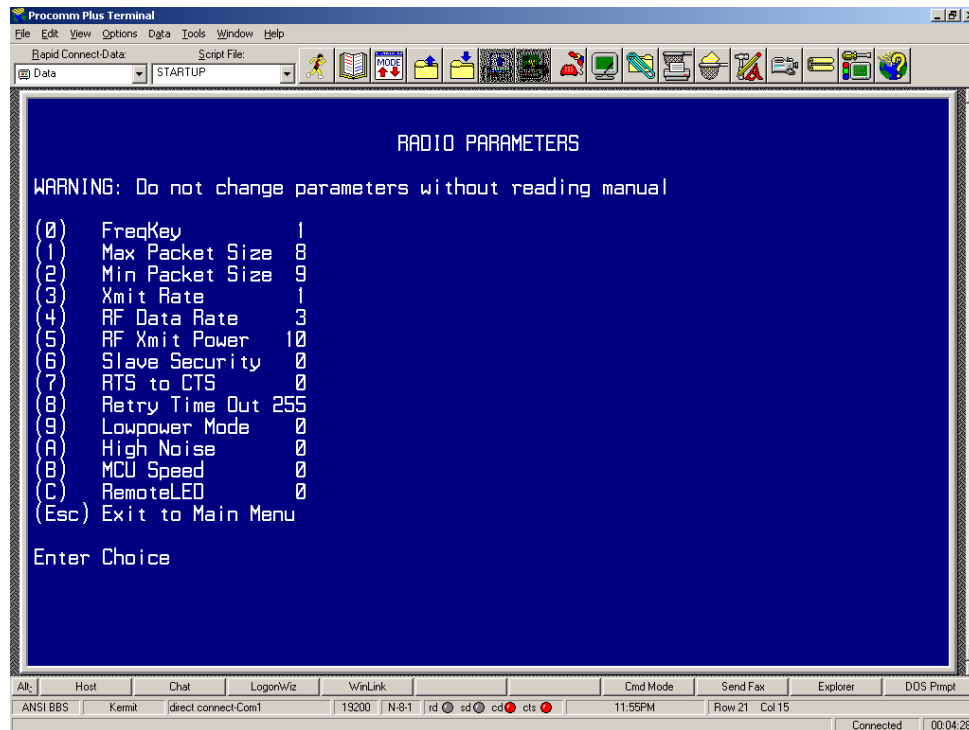 Procomm Plus Terminal
File Edit View Options Data Tools Window Help
Rapid Connect-Data: Script File:
Data STARTUP
MODE
RADIO PARAMETERS
WARNING: Do not change parameters without reading manual
(0) FreqKey 1
(1) Max Packet Size 8
(2) Min Packet Size 9
(3) Xmit Rate 1
(4) RF Data Rate 3
(5) RF Xmit Power 10
(6) Slave Security 0
(7) RTS to CTS 0
(8) Retry Time Out 255
(9) Lowpower Mode 0
(A) High Noise 0
(B) MCU Speed 0
(C) RemoteLED 0
(Esc) Exit to Main Menu
Enter Choice
Alt: Host Chat LogonWiz WinLink Cmd Mode Send Fax Explorer DOS Prmpt
ANSI BBS Kermit direct connect-Com1 19200 N-8-1 rd sd cd cts 11:55PM Row 21 Col 15
Connected 00:04:28